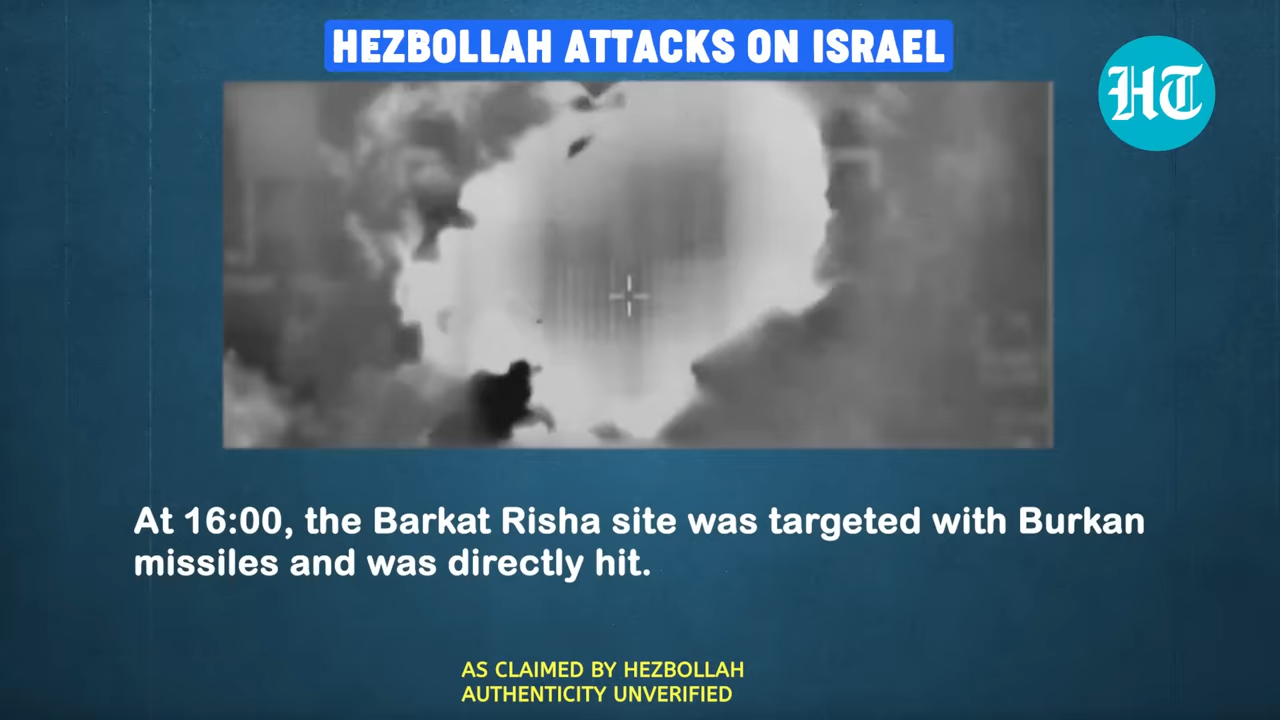 HEZBOLLAH ATTACKS ON ISRAEL
HT
At 16:00, the Barkat Risha site was targeted with Burkan
missiles and was directly hit.
AS CLAIMED BY HEZBOLLAH
AUTHENTICITY UNVERIFIED